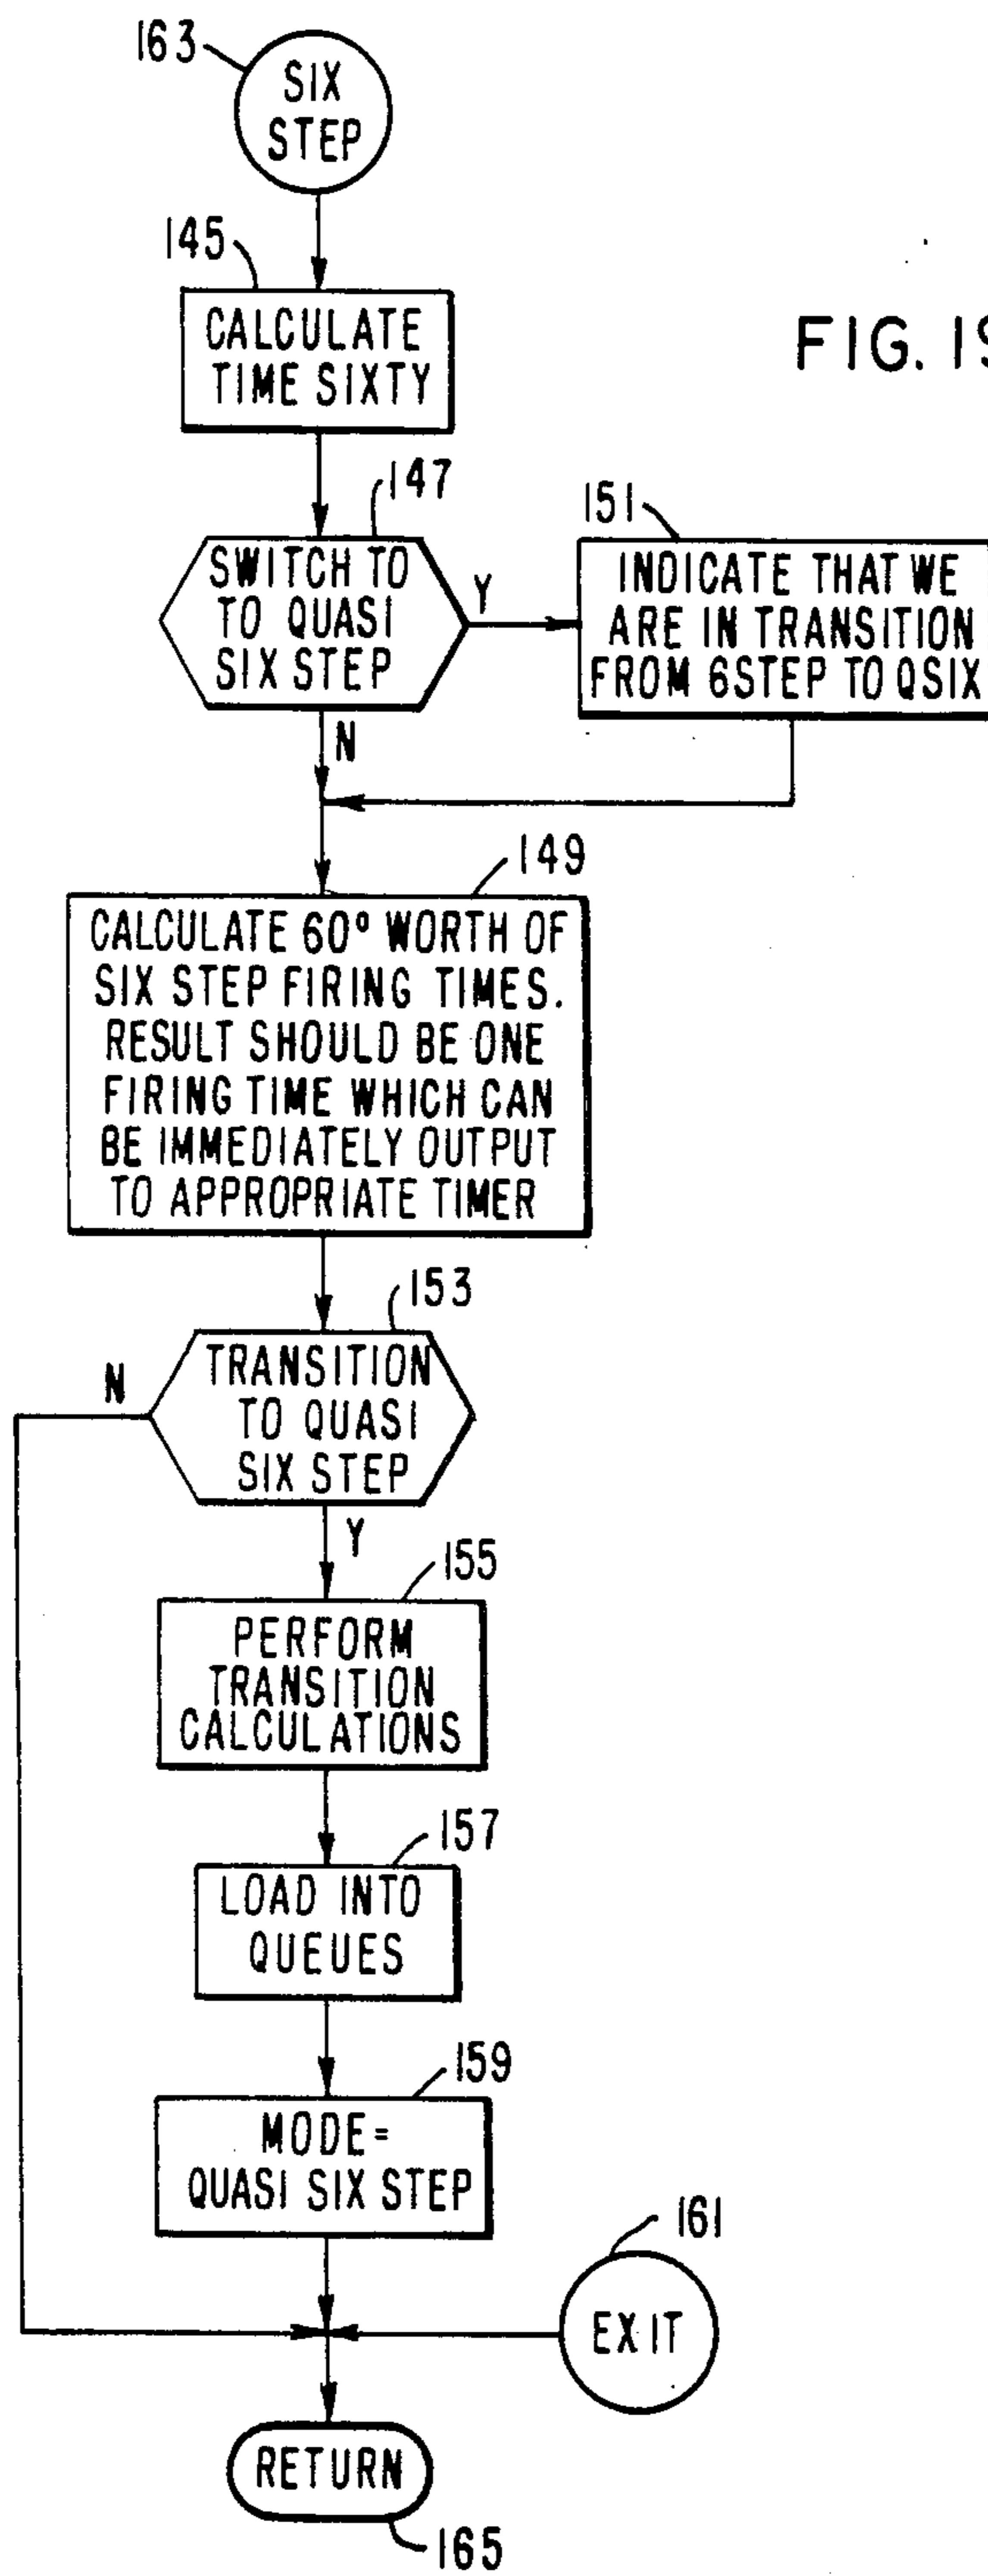 163
SIX
STEP
145
CALCULATE
TIME SIXTY
FIG. 19
147
SWITCH TO
TO QUASI
SIX STEP
Y
N
151
INDICATE THAT WE
ARE IN TRANSITION
FROM 6STEP TO QSIX
149
CALCULATE 60° WORTH OF
SIX STEP FIRING TIMES.
RESULT SHOULD BE ONE
FIRING TIME WHICH CAN
BE IMMEDIATELY OUTPUT
TO APPROPRIATE TIMER
153
N
TRANSITION
TO QUASI
SIX STEP
Y
155
PERFORM
TRANSITION
CALCULATIONS
157
LOAD INTO
QUEUES
159
MODE=
QUASI SIX STEP
161
EXIT
RETURN
165